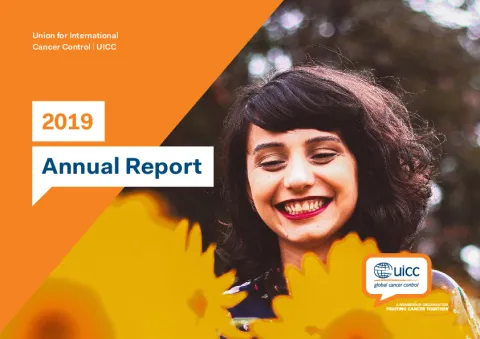 Union for International
Cancer Control | UICC
2019
Annual Report
uicc
global cancer control
A MEMBERSHIP ORGANISATION
FIGHTING CANCER TOGETHER